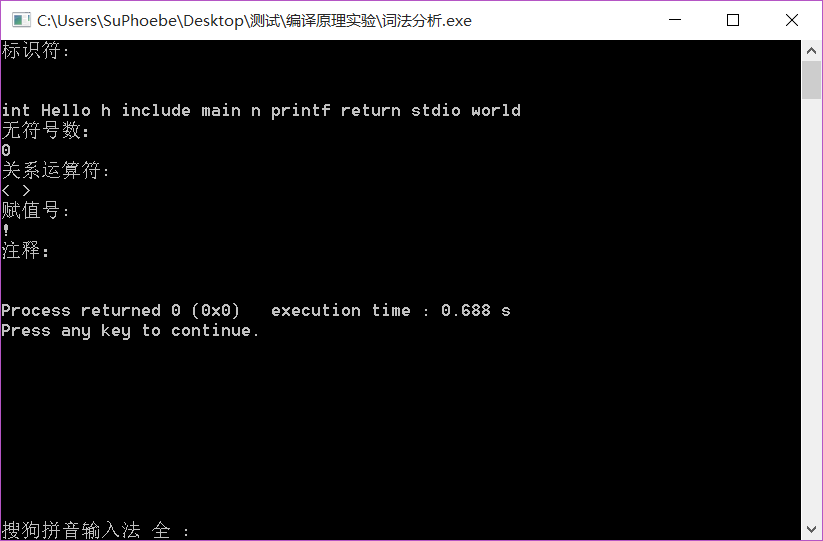 C:\Users\SuPhoebe\Desktop\测试\编译原理实验\词法分析.exe
标识符:
int Hello h include main n printf return stdio world
无符号数:
0
关系运算符:
< >
赋值号:
!
注释:
Process returned 0 (0x0)   execution time : 0.688 s
Press any key to continue.
搜狗拼音输入法 全 :